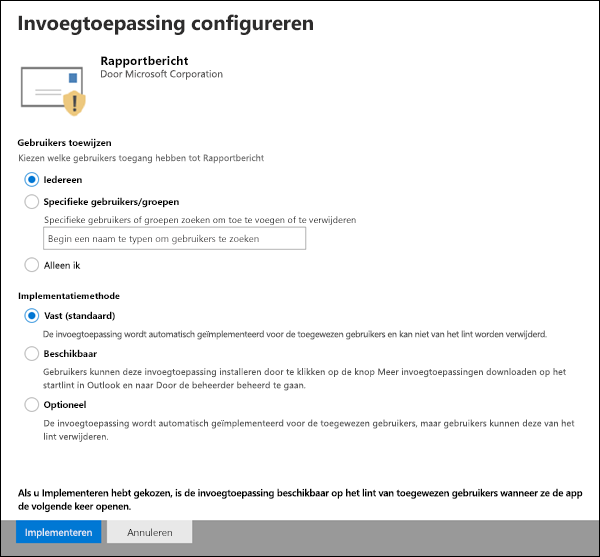 Invoegtoepassing configureren
Rapportbericht
Door Microsoft Corporation
Gebruikers toewijzen
Kiezen welke gebruikers toegang hebben tot Rapportbericht
Iedereen
Specifieke gebruikers/groepen
Specifieke gebruikers of groepen zoeken om toe te voegen of te verwijderen
Begin een naam te typen om gebruikers te zoeken
Alleen ik
Implementatiemethode
Vast (standaard)
De invoegtoepassing wordt automatisch geïmplementeerd voor de toegewezen gebruikers en kan niet van het lint worden verwijderd.
Beschikbaar
Gebruikers kunnen deze invoegtoepassing installeren door te klikken op de knop Meer invoegtoepassingen downloaden op het
startlint in Outlook en naar Door de beheerder beheerd te gaan.
Optioneel
De invoegtoepassing wordt automatisch geïmplementeerd voor de toegewezen gebruikers, maar gebruikers kunnen deze van het
lint verwijderen.
Als u Implementeren hebt gekozen, is de invoegtoepassing beschikbaar op het lint van toegewezen gebruikers wanneer ze de app
de volgende keer openen.
Implementeren
Annuleren